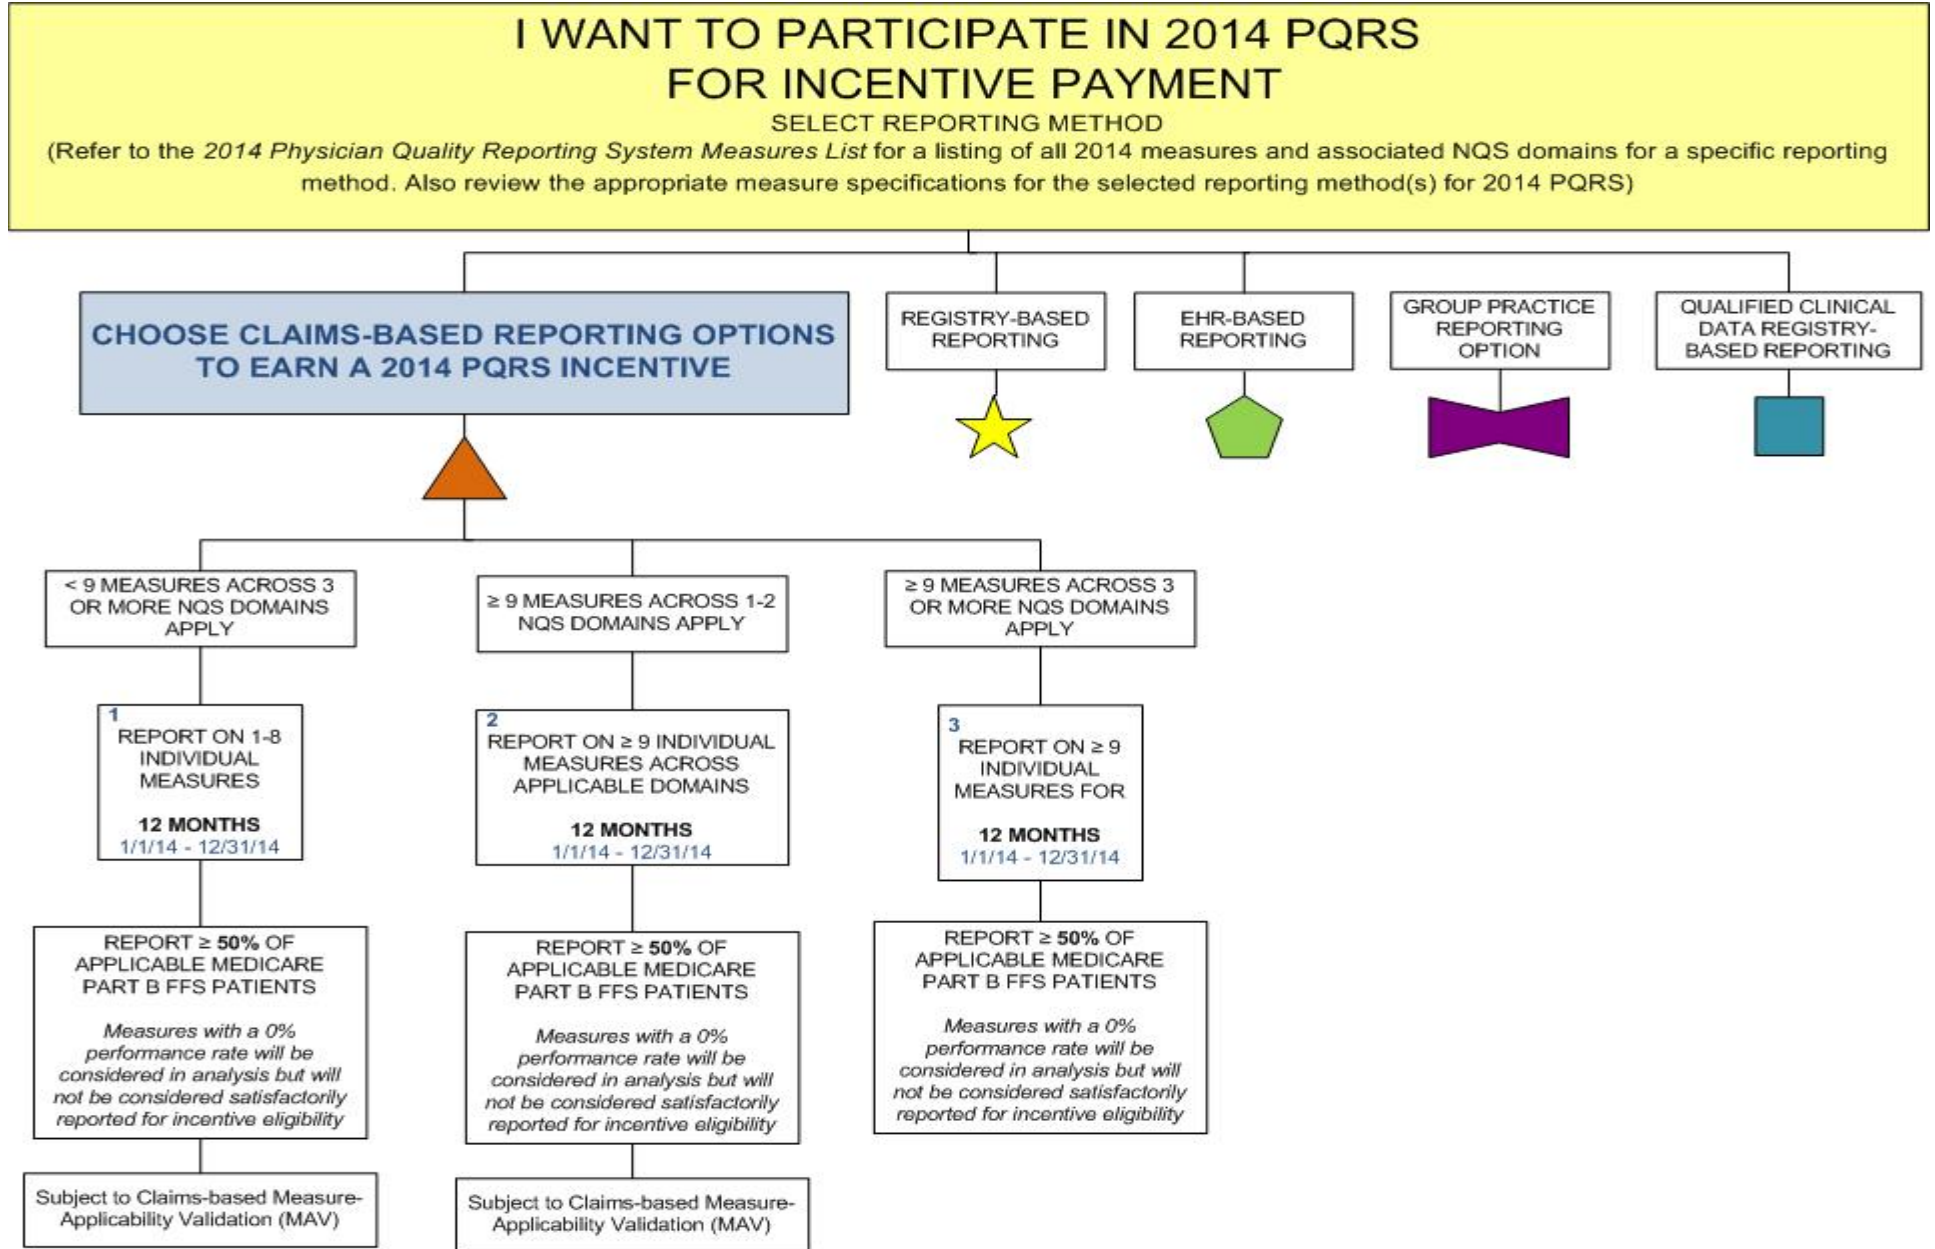 I WANT TO PARTICIPATE IN 2014 PQRS
FOR INCENTIVE PAYMENT
SELECT REPORTING METHOD
(Refer to the 2014 Physician Quality Reporting System Measures List for a listing of all 2014 measures and associated NQS domains for a specific reporting
method. Also review the appropriate measure specifications for the selected reporting method(s) for 2014 PQRS)
CHOOSE CLAIMS-BASED REPORTING OPTIONS
TO EARN A 2014 PQRS INCENTIVE
REGISTRY-BASED
REPORTING
EHR-BASED
REPORTING
GROUP PRACTICE
REPORTING
OPTION
QUALIFIED CLINICAL
DATA REGISTRY-
BASED REPORTING
< 9 MEASURES ACROSS 3
OR MORE NQS DOMAINS
APPLY
≥ 9 MEASURES ACROSS 1-2
NQS DOMAINS APPLY
≥ 9 MEASURES ACROSS 3
OR MORE NQS DOMAINS
APPLY
1
REPORT ON 1-8
INDIVIDUAL
MEASURES
12 MONTHS
1/1/14 - 12/31/14
2
REPORT ON ≥ 9 INDIVIDUAL
MEASURES ACROSS
APPLICABLE DOMAINS
12 MONTHS
1/1/14 - 12/31/14
3
REPORT ON ≥ 9
INDIVIDUAL
MEASURES FOR
12 MONTHS
1/1/14 - 12/31/14
REPORT ≥ 50% OF
APPLICABLE MEDICARE
PART B FFS PATIENTS
Measures with a 0%
performance rate will be
considered in analysis but will
not be considered satisfactorily
reported for incentive eligibility
REPORT ≥ 50% OF
APPLICABLE MEDICARE
PART B FFS PATIENTS
Measures with a 0%
performance rate will be
considered in analysis but will
not be considered satisfactorily
reported for incentive eligibility
REPORT ≥ 50% OF
APPLICABLE MEDICARE
PART B FFS PATIENTS
Measures with a 0%
performance rate will be
considered in analysis but will
not be considered satisfactorily
reported for incentive eligibility
Subject to Claims-based Measure-
Applicability Validation (MAV)
Subject to Claims-based Measure-
Applicability Validation (MAV)